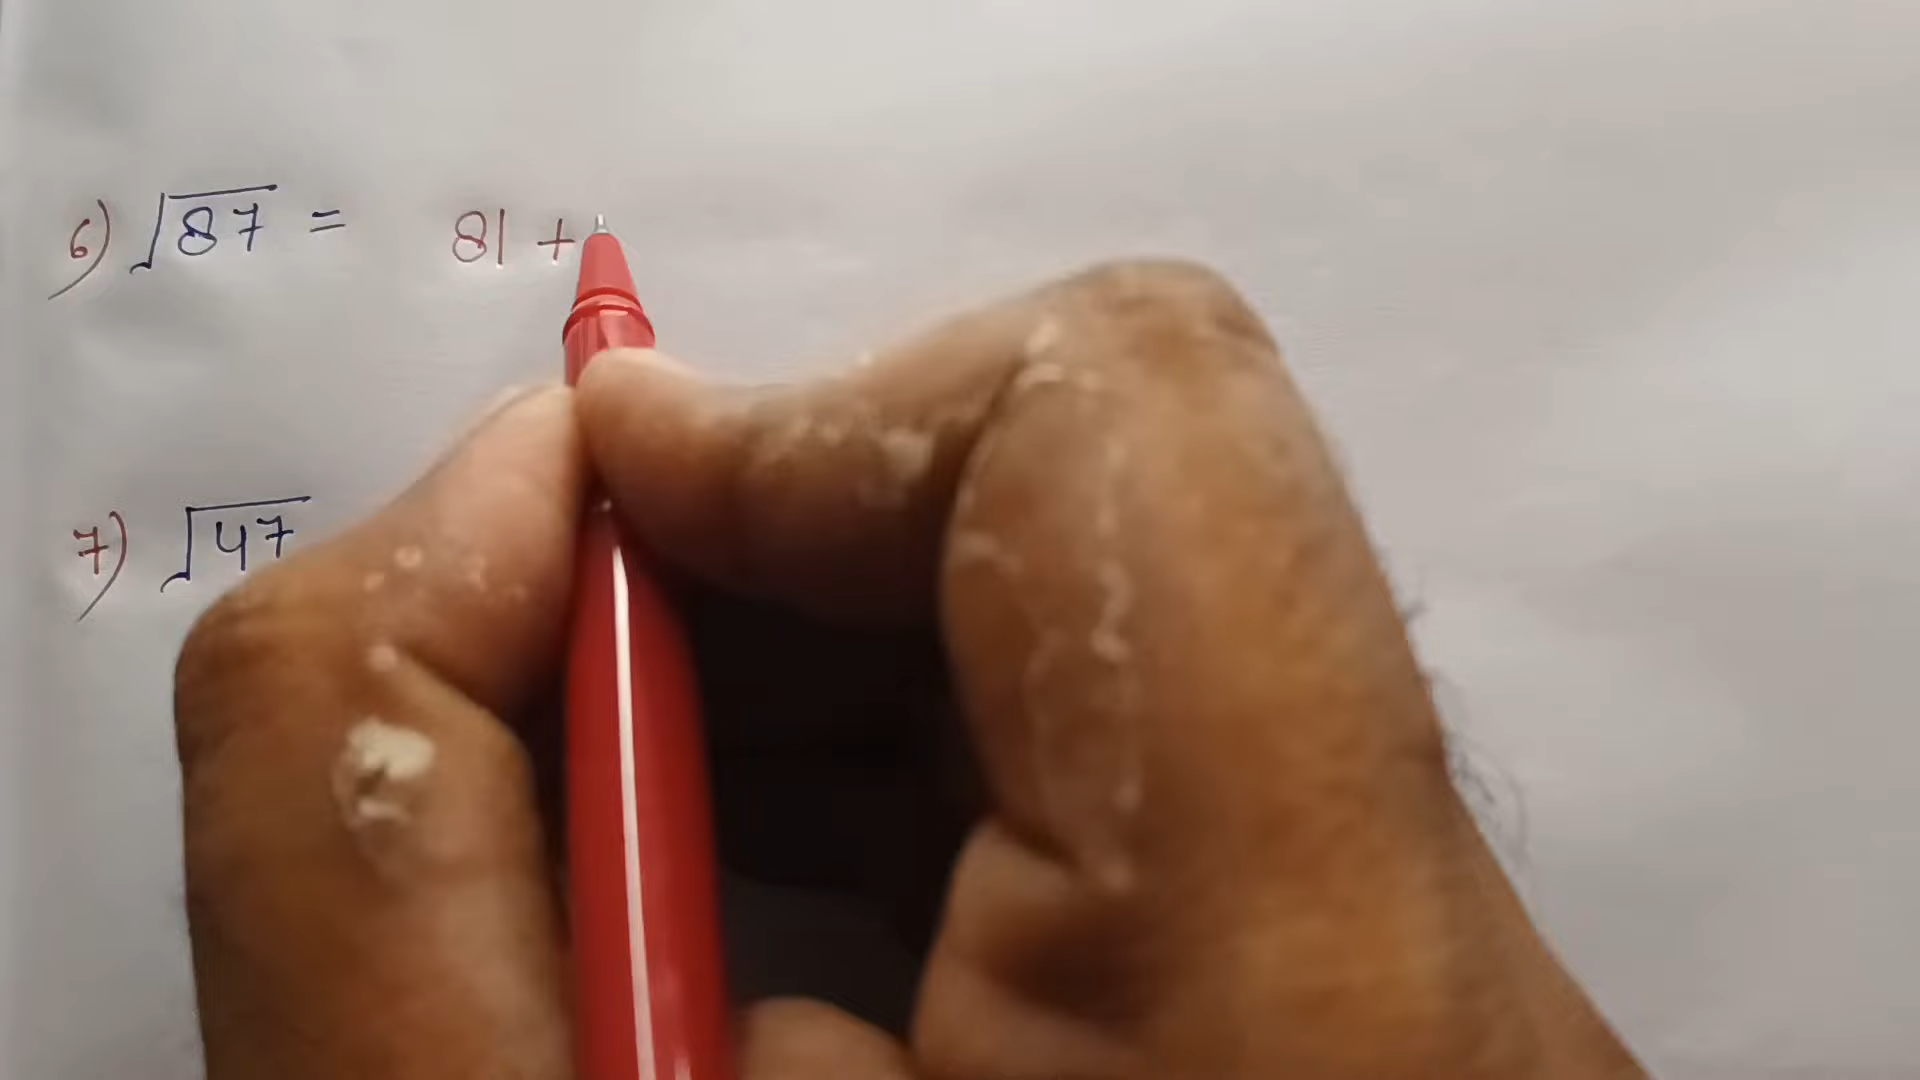 6) √87 = 81 +
7) √47